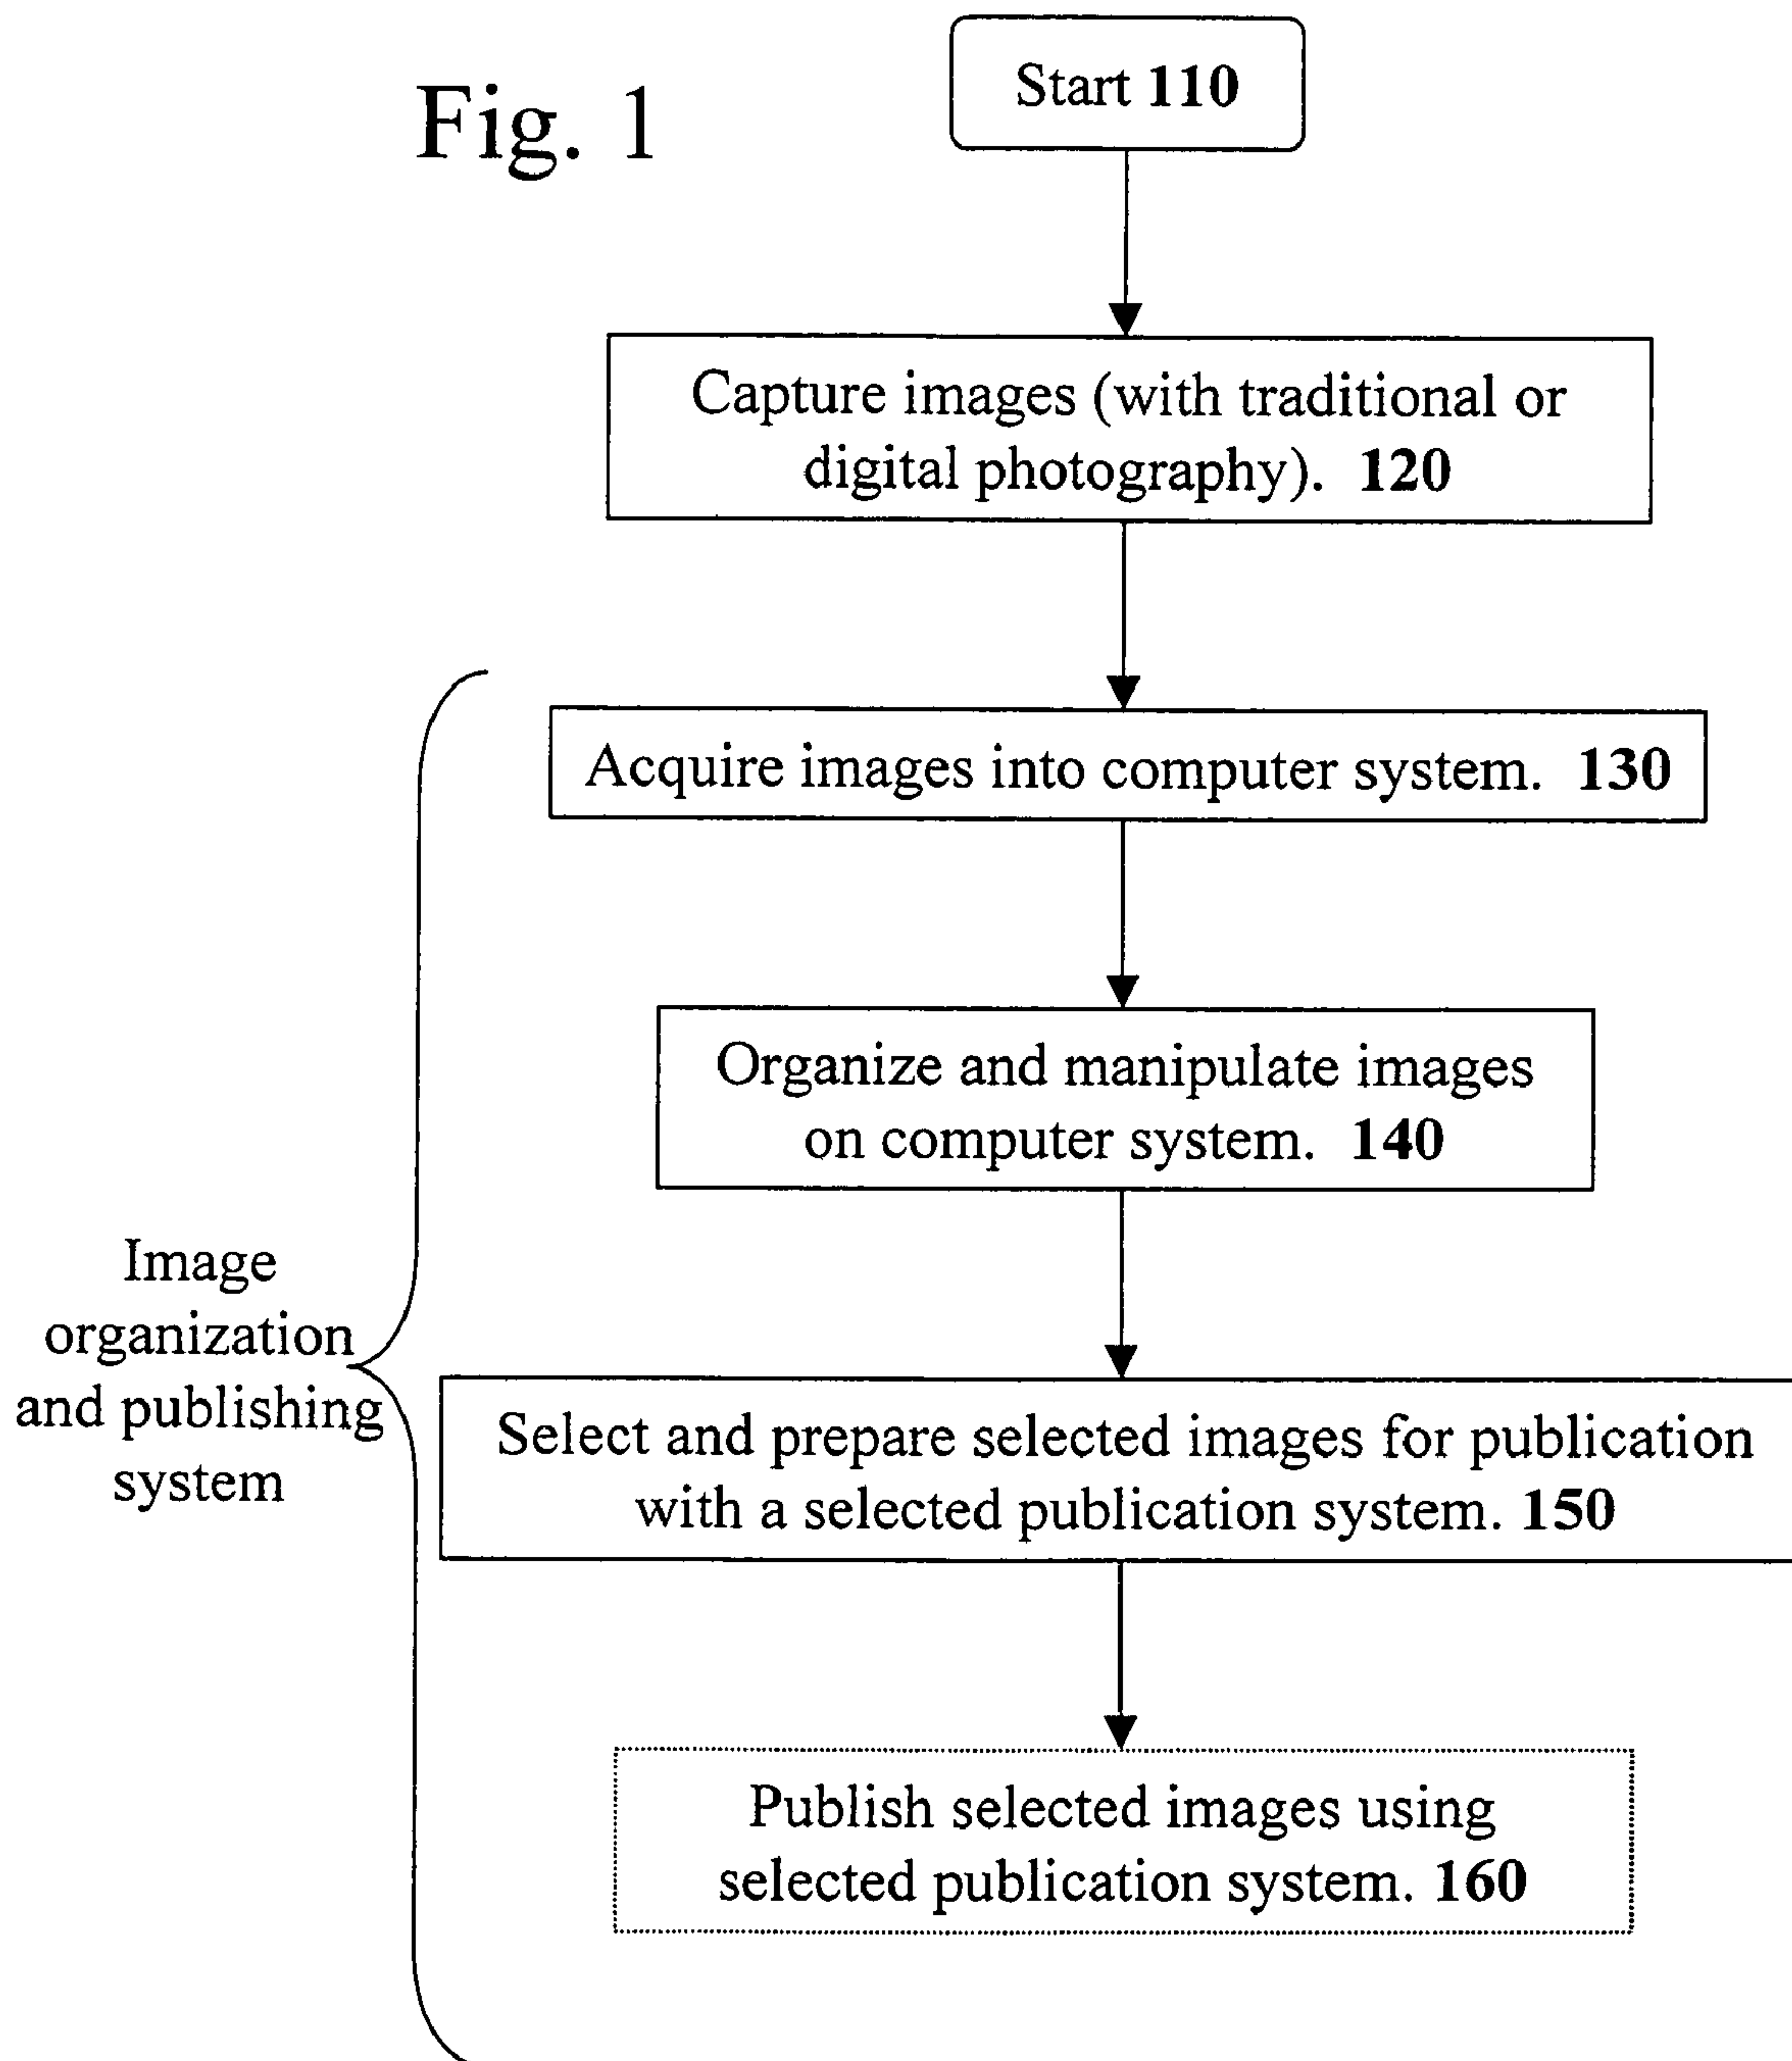 Fig. 1
Start 110
Capture images (with traditional or
digital photography). 120
Acquire images into computer system. 130
Organize and manipulate images
on computer system. 140
Image
organization
and publishing
system
Select and prepare selected images for publication
with a selected publication system. 150
Publish selected images using
selected publication system. 160